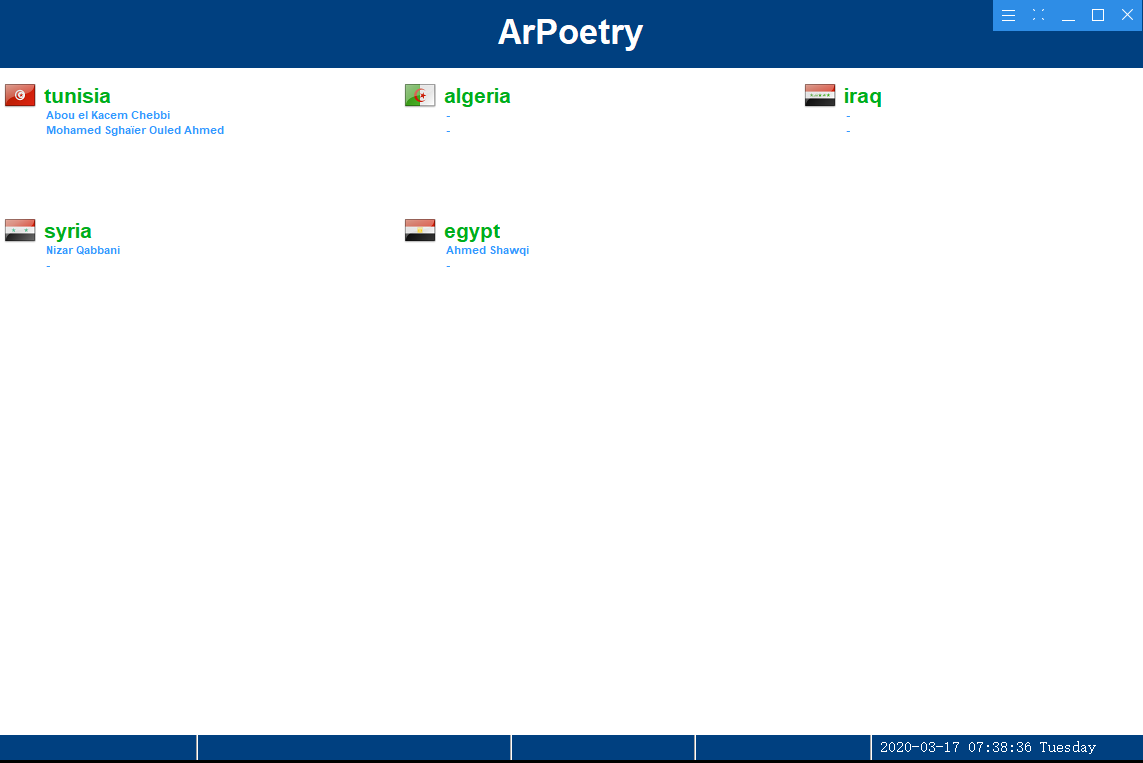 ArPoetry
tunisia
Abou el Kacem Chebbi
Mohamed Sghaïer Ouled Ahmed
algeria
-
-
iraq
-
-
syria
Nizar Qabbani
-
egypt
Ahmed Shawqi
-
2020-03-17 07:38:36 Tuesday